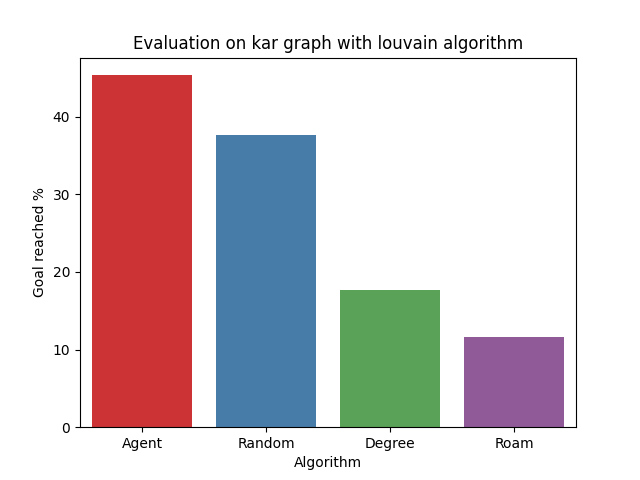 Evaluation on kar graph with louvain algorithm
Goal reached %
40
30
20
10
0
Agent Random Degree Roam
Algorithm